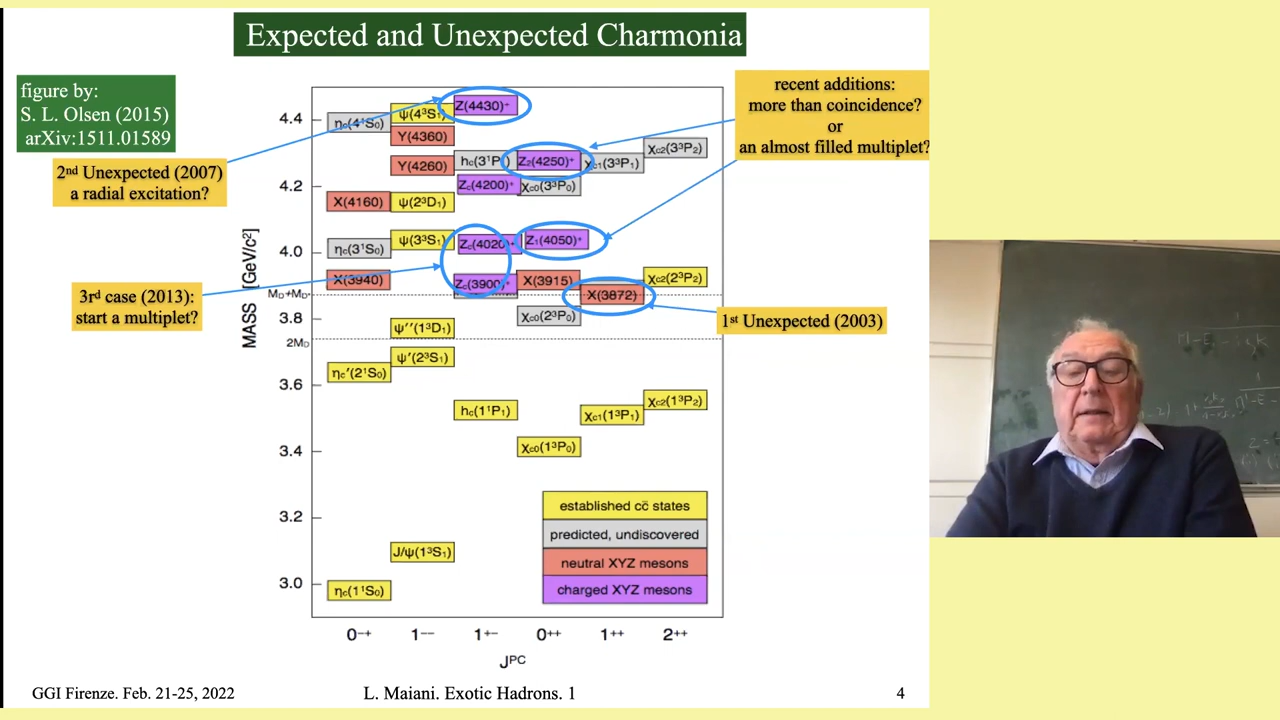 Expected and Unexpected Charmonia
figure by:
S. L. Olsen (2015)
arXiv:1511.01589
2nd Unexpected (2007)
a radial excitation?
3rd case (2013):
start a multiplet?
recent additions:
more than coincidence?
or
an almost filled multiplet?
1st Unexpected (2003)
MASS [GeV/c²]
4.4
4.2
4.0
M_D+M_D*
3.8
2M_D
3.6
3.4
3.2
3.0
Z(4430)⁺
ηc(4¹S₀)
ψ(4³S₁)
Y(4360)
Y(4260)
hc(3¹P
Z₂(4250)⁺
χc1(3³P₁)
χc2(3³P₂)
Zc(4200)⁺
χc0(3³P₀)
X(4160)
ψ(2³D₁)
ηc(3¹S₀)
ψ(3³S₁)
Zc(4020)⁺
Z₁(4050)⁺
X(3940)
Zc(3900)⁺
X(3915)
X(3872)
χc2(2³P₂)
χc0(2³P₀)
ψ′′(1³D₁)
ηc′(2¹S₀)
ψ′(2³S₁)
hc(1¹P₁)
χc1(1³P₁)
χc2(1³P₂)
χc0(1³P₀)
J/ψ(1³S₁)
ηc(1¹S₀)
established cc̄ states
predicted, undiscovered
neutral XYZ mesons
charged XYZ mesons
0⁻⁺ 1⁻⁻ 1⁺⁻ 0⁺⁺ 1⁺⁺ 2⁺⁺
J^PC
GGI Firenze. Feb. 21-25, 2022
L. Maiani. Exotic Hadrons. 1
4